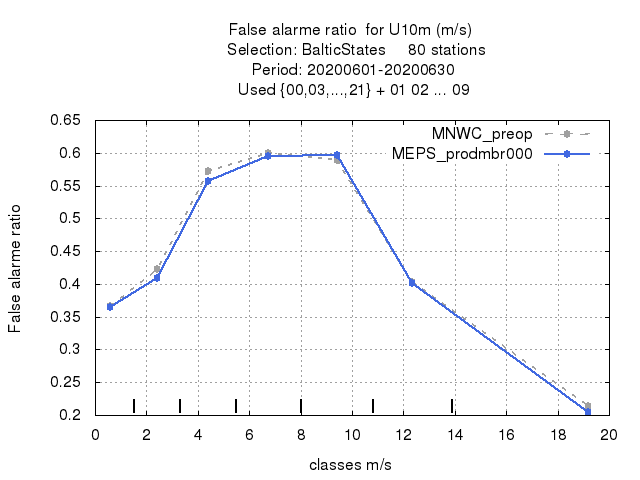 False alarme ratio  for U10m (m/s)
Selection: BalticStates     80 stations
Period: 20200601-20200630
Used {00,03,...,21} + 01 02 ... 09
MNWC_preop
MEPS_prodmbr000
False alarme ratio
0.65
0.6
0.55
0.5
0.45
0.4
0.35
0.3
0.25
0.2
0 2 4 6 8 10 12 14 16 18 20
classes m/s